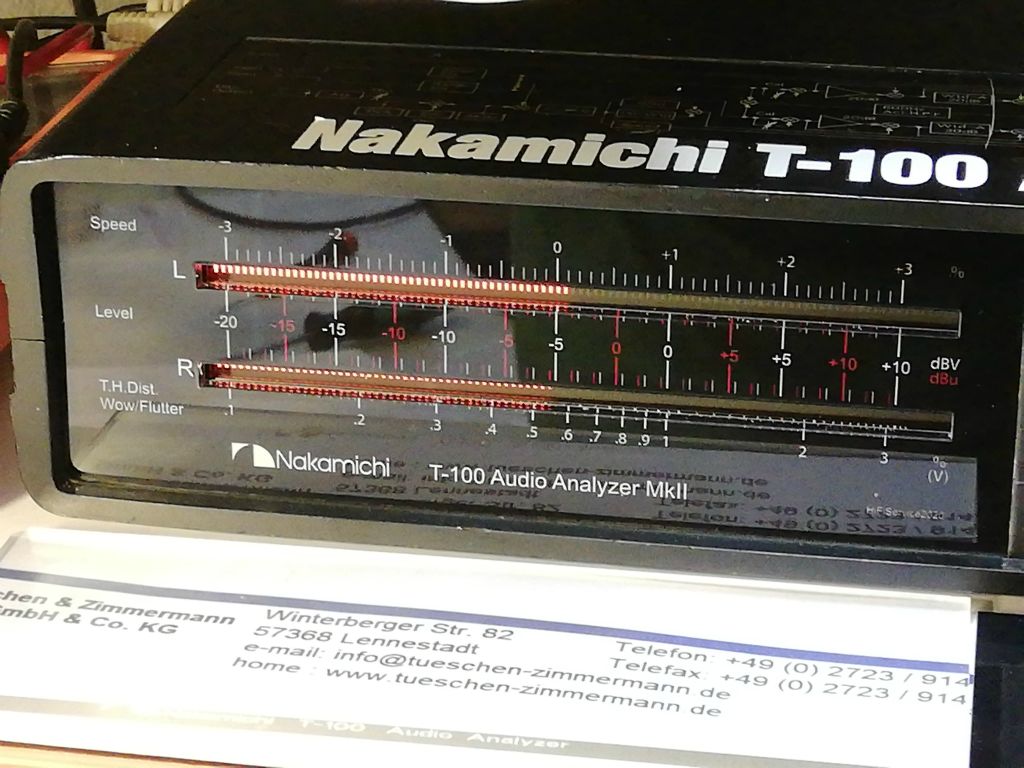 Nakamichi T-100
Speed
-3 -2 -1 0 +1 +2 +3 %
L
Level
-20 -15 -15 -10 -10 -5 -5 0 0 +5 +5 +10 +10 dBV
dBu
R
T.H.Dist.
Wow/Flutter
.1 .2 .3 .4 .5 .6 .7 .8 .9 1 2 3 %
(V)
Nakamichi T-100 Audio Analyzer MkII
HiFi Service2020
chen & Zimmermann
GmbH & Co. KG
Winterberger Str. 82
57368 Lennestadt
e-mail: info@tueschen-zimmermann de
home : www.tueschen-zimmermann de
Telefon: +49 (0) 2723 / 914
Telefax: +49 (0) 2723 / 914
T-100 Audio Analyzer